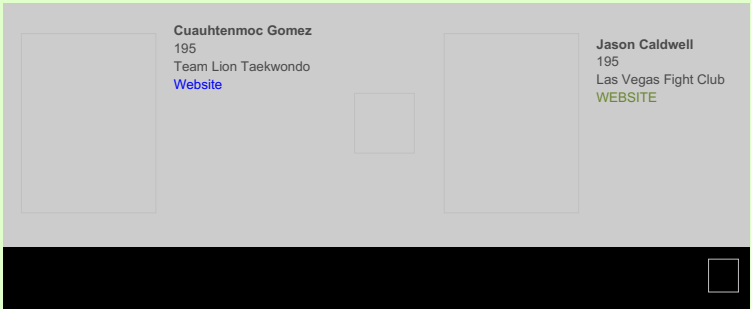 Cuauhtenmoc Gomez
195
Team Lion Taekwondo
Website
Jason Caldwell
195
Las Vegas Fight Club
WEBSITE